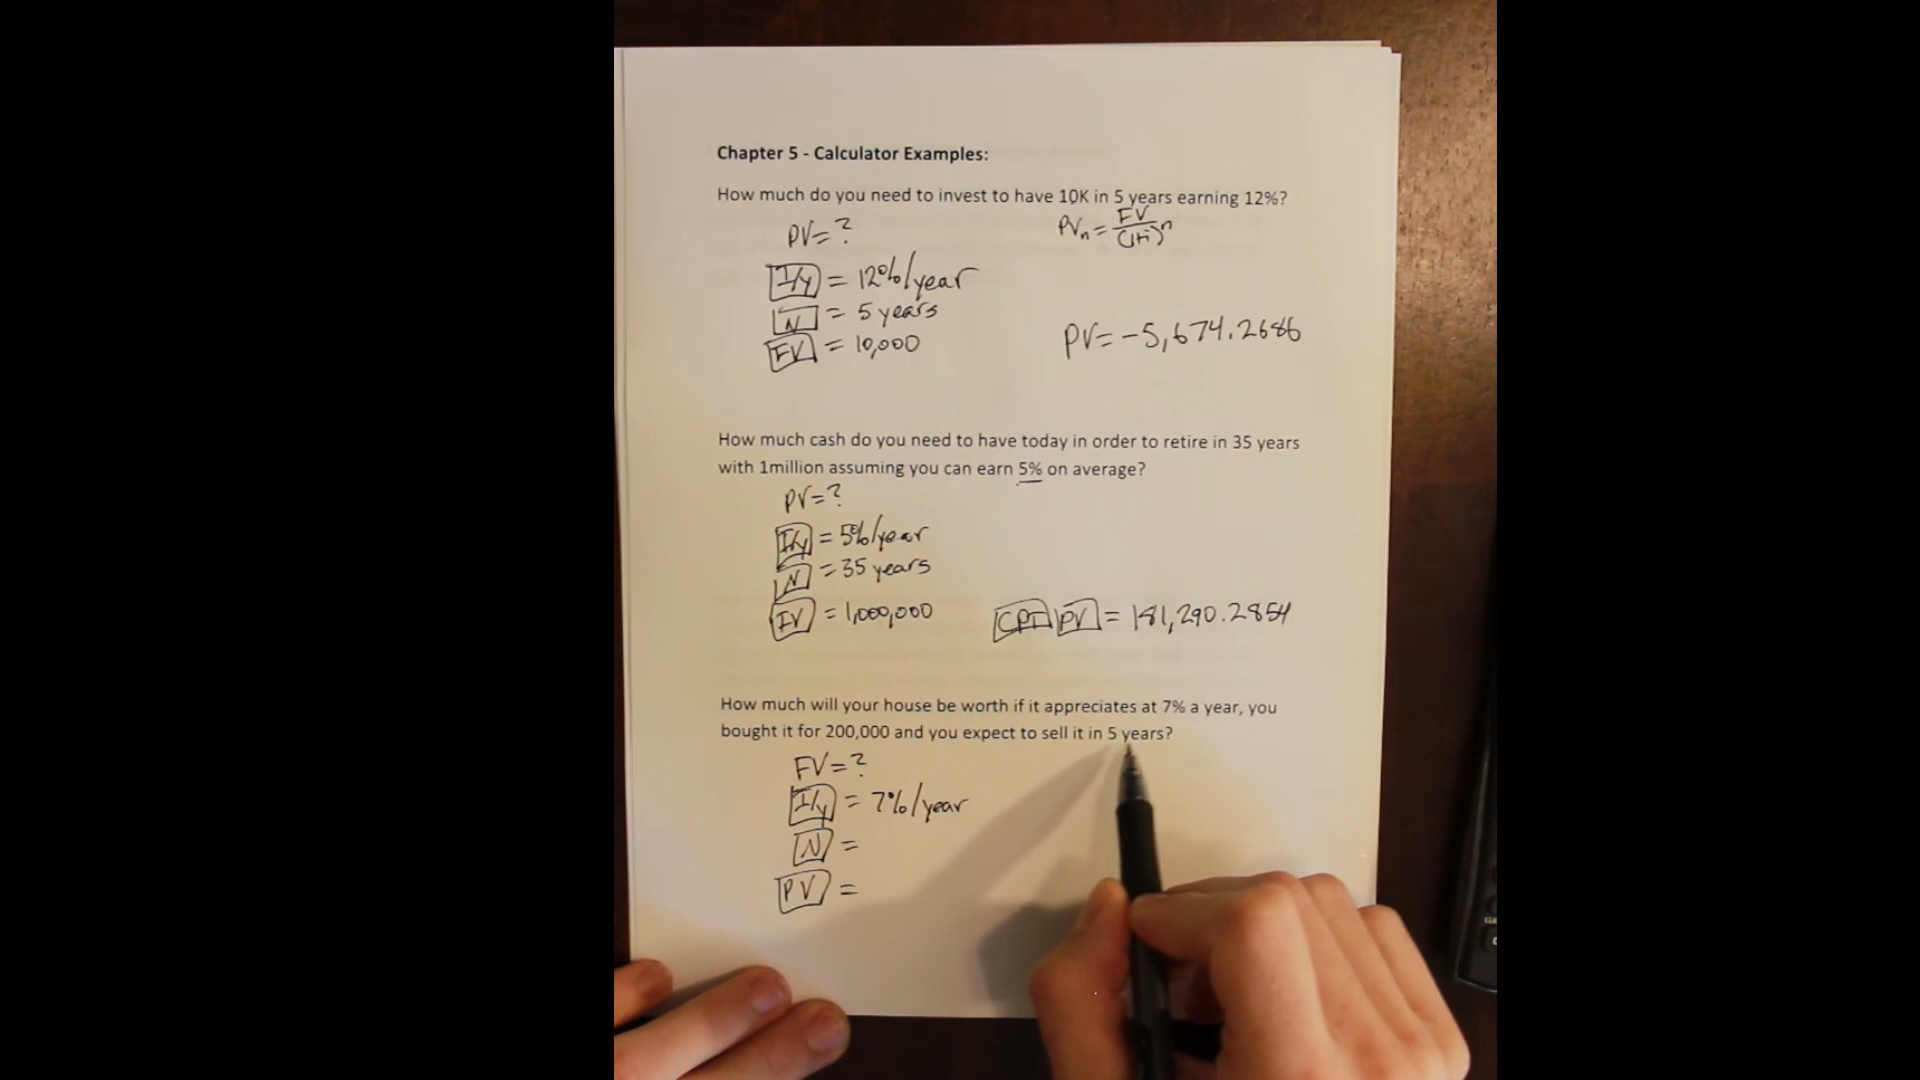 Chapter 5 - Calculator Examples:
How much do you need to invest to have 10K in 5 years earning 12%?
PV=?
PVn = FV/(1+i)^n
I/Y = 12%/year
N = 5 years
FV = 10,000
PV = -5,674.2686
How much cash do you need to have today in order to retire in 35 years
with 1million assuming you can earn 5% on average?
PV=?
I/Y = 5%/year
N = 35 years
FV = 1,000,000
CPT PV = 181,290.2854
How much will your house be worth if it appreciates at 7% a year, you
bought it for 200,000 and you expect to sell it in 5 years?
FV=?
I/Y = 7%/year
N =
PV =